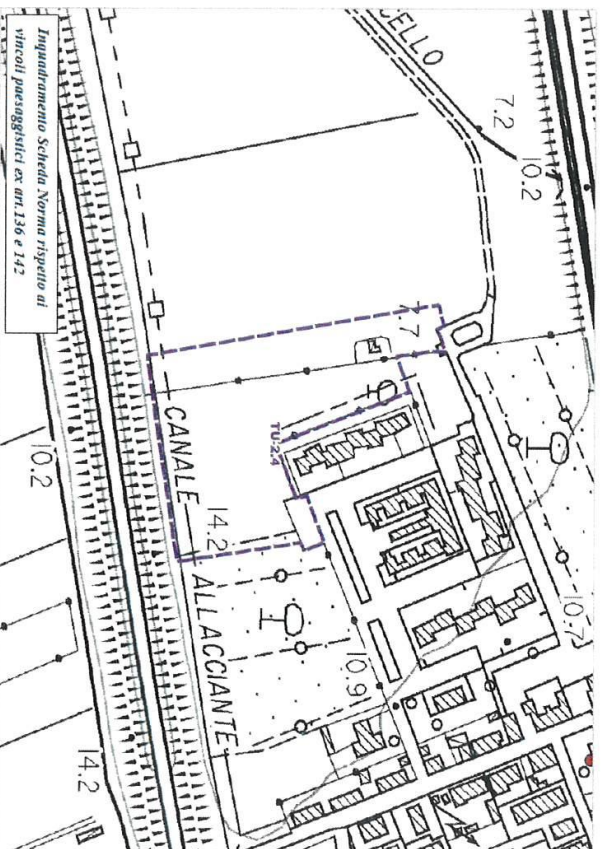 Inquadramento Scheda Norma rispetto ai
vincoli paesaggistici ex art.136 e 142
CELLO
7.2
10.2
7.7
TU-2.4
CANALE
ALLACCIANTE
14.2
10.7
10.9
10.2
14.2